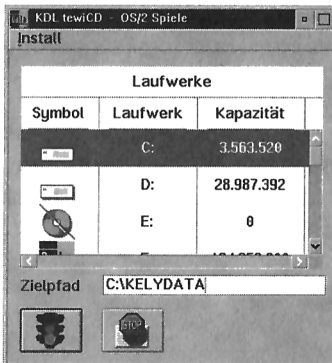 KDL tewiCD - OS/2 Spiele
Install
Laufwerke
Symbol Laufwerk Kapazität
C: 3.563.520
D: 28.987.392
E: 0
Zielpfad C:\KELYDATA
STOP